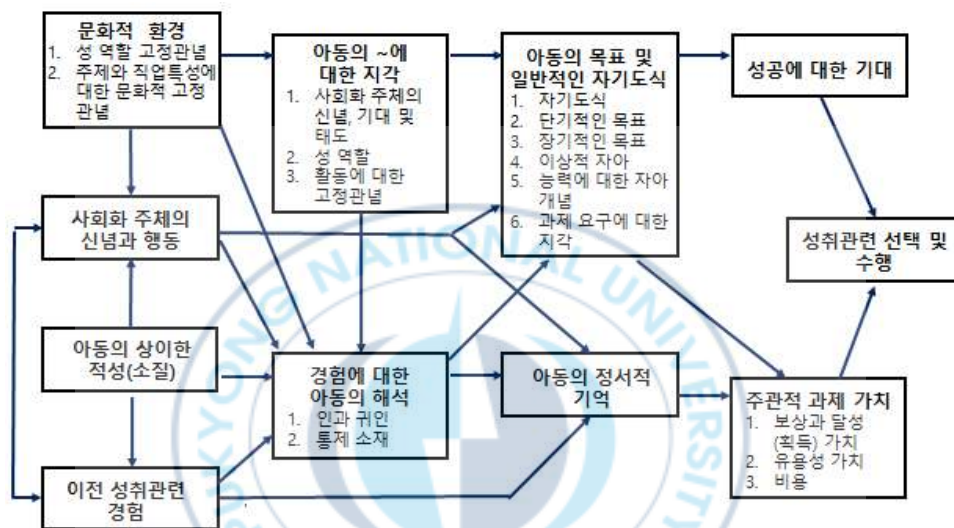 문화적 환경
1. 성 역할 고정관념
2. 주제와 직업특성에
대한 문화적 고정
관념
아동의 ~에
대한 지각
1. 사회화 주체의
신념, 기대 및
태도
2. 성 역할
3. 활동에 대한
고정관념
아동의 목표 및
일반적인 자기도식
1. 자기도식
2. 단기적인 목표
3. 장기적인 목표
4. 이상적 자아
5. 능력에 대한 자아
개념
6. 과제 요구에 대한
지각
성공에 대한 기대
사회화 주체의
신념과 행동
성취관련 선택 및
수행
아동의 상이한
적성(소질)
경험에 대한
아동의 해석
1. 인과 귀인
2. 통제 소재
아동의 정서적
기억
주관적 과제 가치
1. 보상과 달성
(획득) 가치
2. 유용성 가치
3. 비용
이전 성취관련
경험
PUKYONG NATIONAL UNIVERSITY